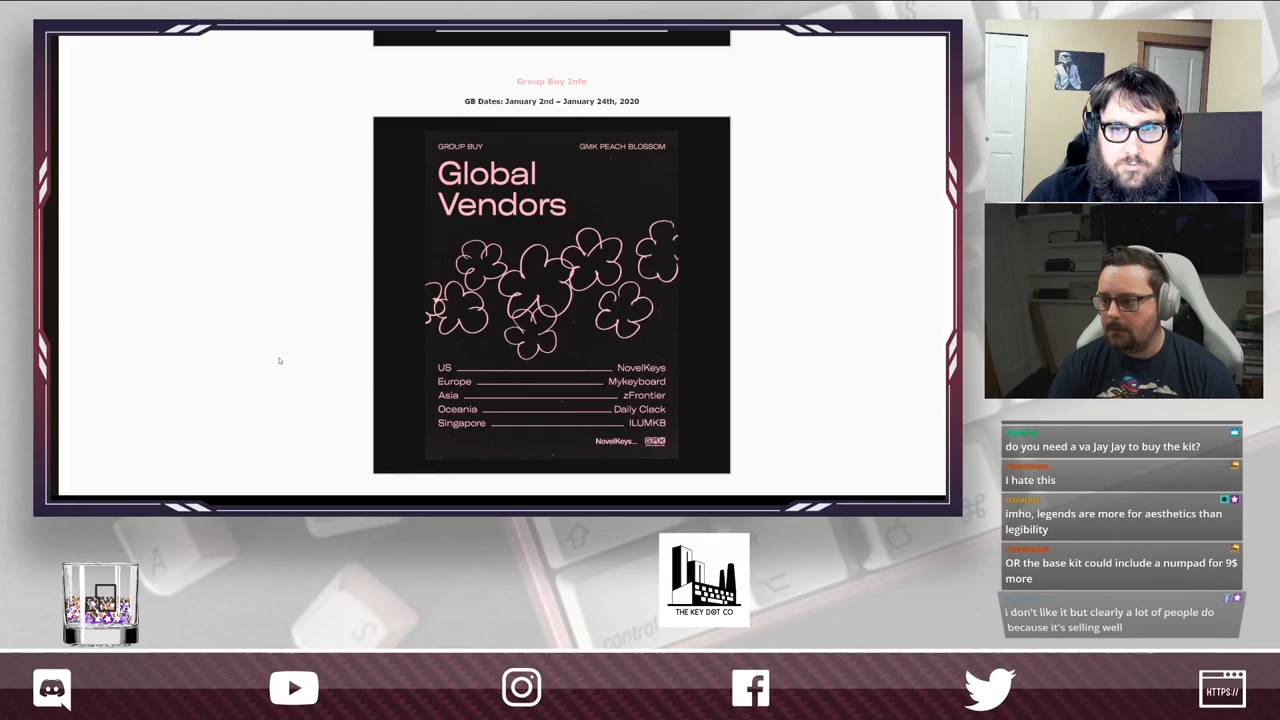 Group Buy Info
GB Dates: January 2nd – January 24th, 2020
GROUP BUY
GMK PEACH BLOSSOM
Global
Vendors
US NovelKeys
Europe Mykeyboard
Asia zFrontier
Oceania Daily Clack
Singapore ILUMKB
NovelKeys_
GMK
do you need a va Jay Jay to buy the kit?
I hate this
imho, legends are more for aesthetics than
legibility
OR the base kit could include a numpad for 9$
more
i don't like it but clearly a lot of people do
because it's selling well
THE KEY DOT CO
control
HTTPS://